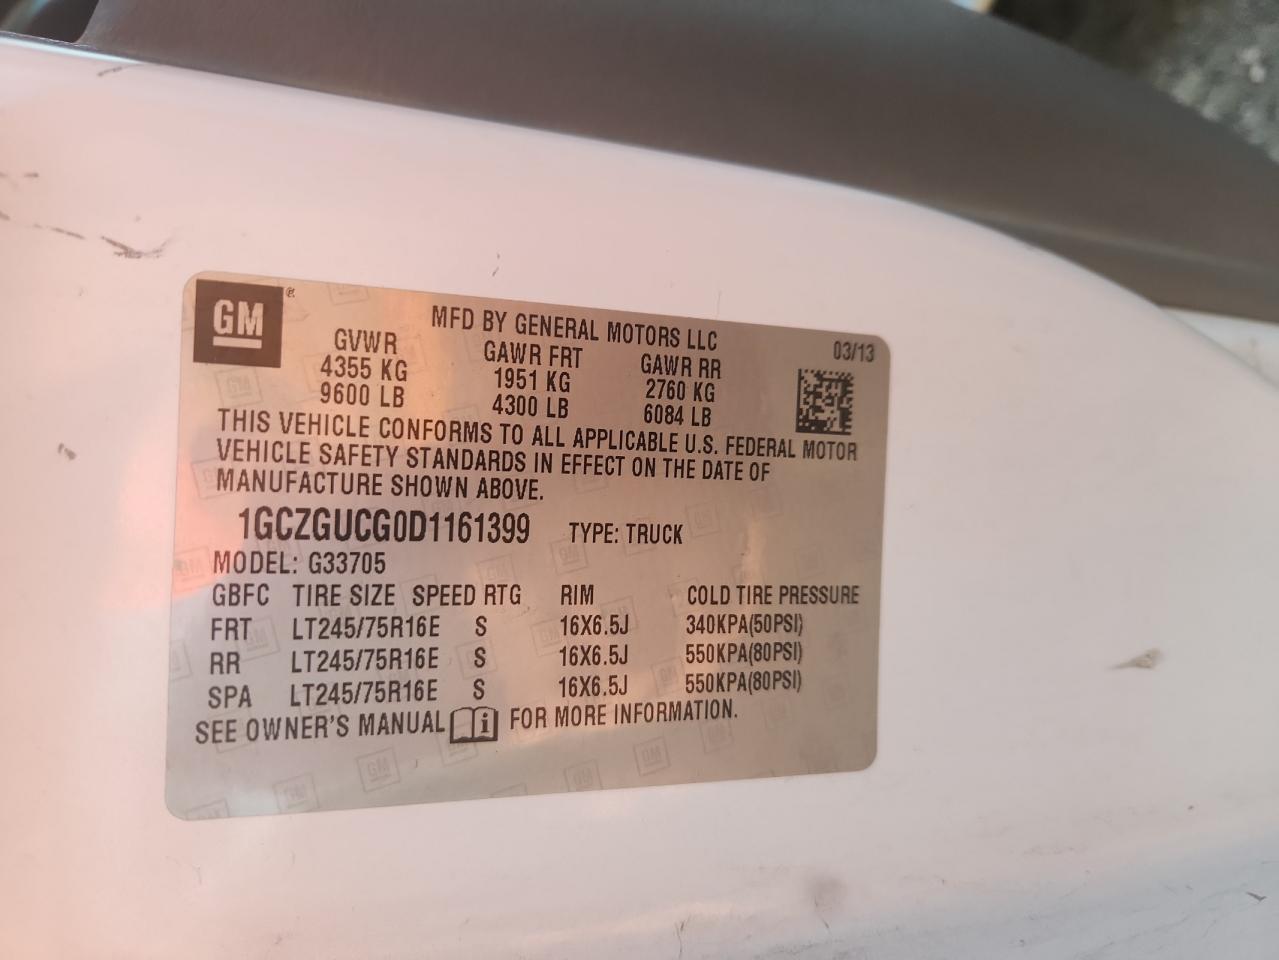 GM®
MFD BY GENERAL MOTORS LLC
03/13
GVWR GAWR FRT GAWR RR
4355 KG 1951 KG 2760 KG
9600 LB 4300 LB 6084 LB
THIS VEHICLE CONFORMS TO ALL APPLICABLE U.S. FEDERAL MOTOR
VEHICLE SAFETY STANDARDS IN EFFECT ON THE DATE OF
MANUFACTURE SHOWN ABOVE.
1GCZGUCG0D1161399 TYPE: TRUCK
MODEL: G33705
GBFC TIRE SIZE SPEED RTG RIM COLD TIRE PRESSURE
FRT LT245/75R16E S 16X6.5J 340KPA(50PSI)
RR LT245/75R16E S 16X6.5J 550KPA(80PSI)
SPA LT245/75R16E S 16X6.5J 550KPA(80PSI)
SEE OWNER'S MANUAL i FOR MORE INFORMATION.